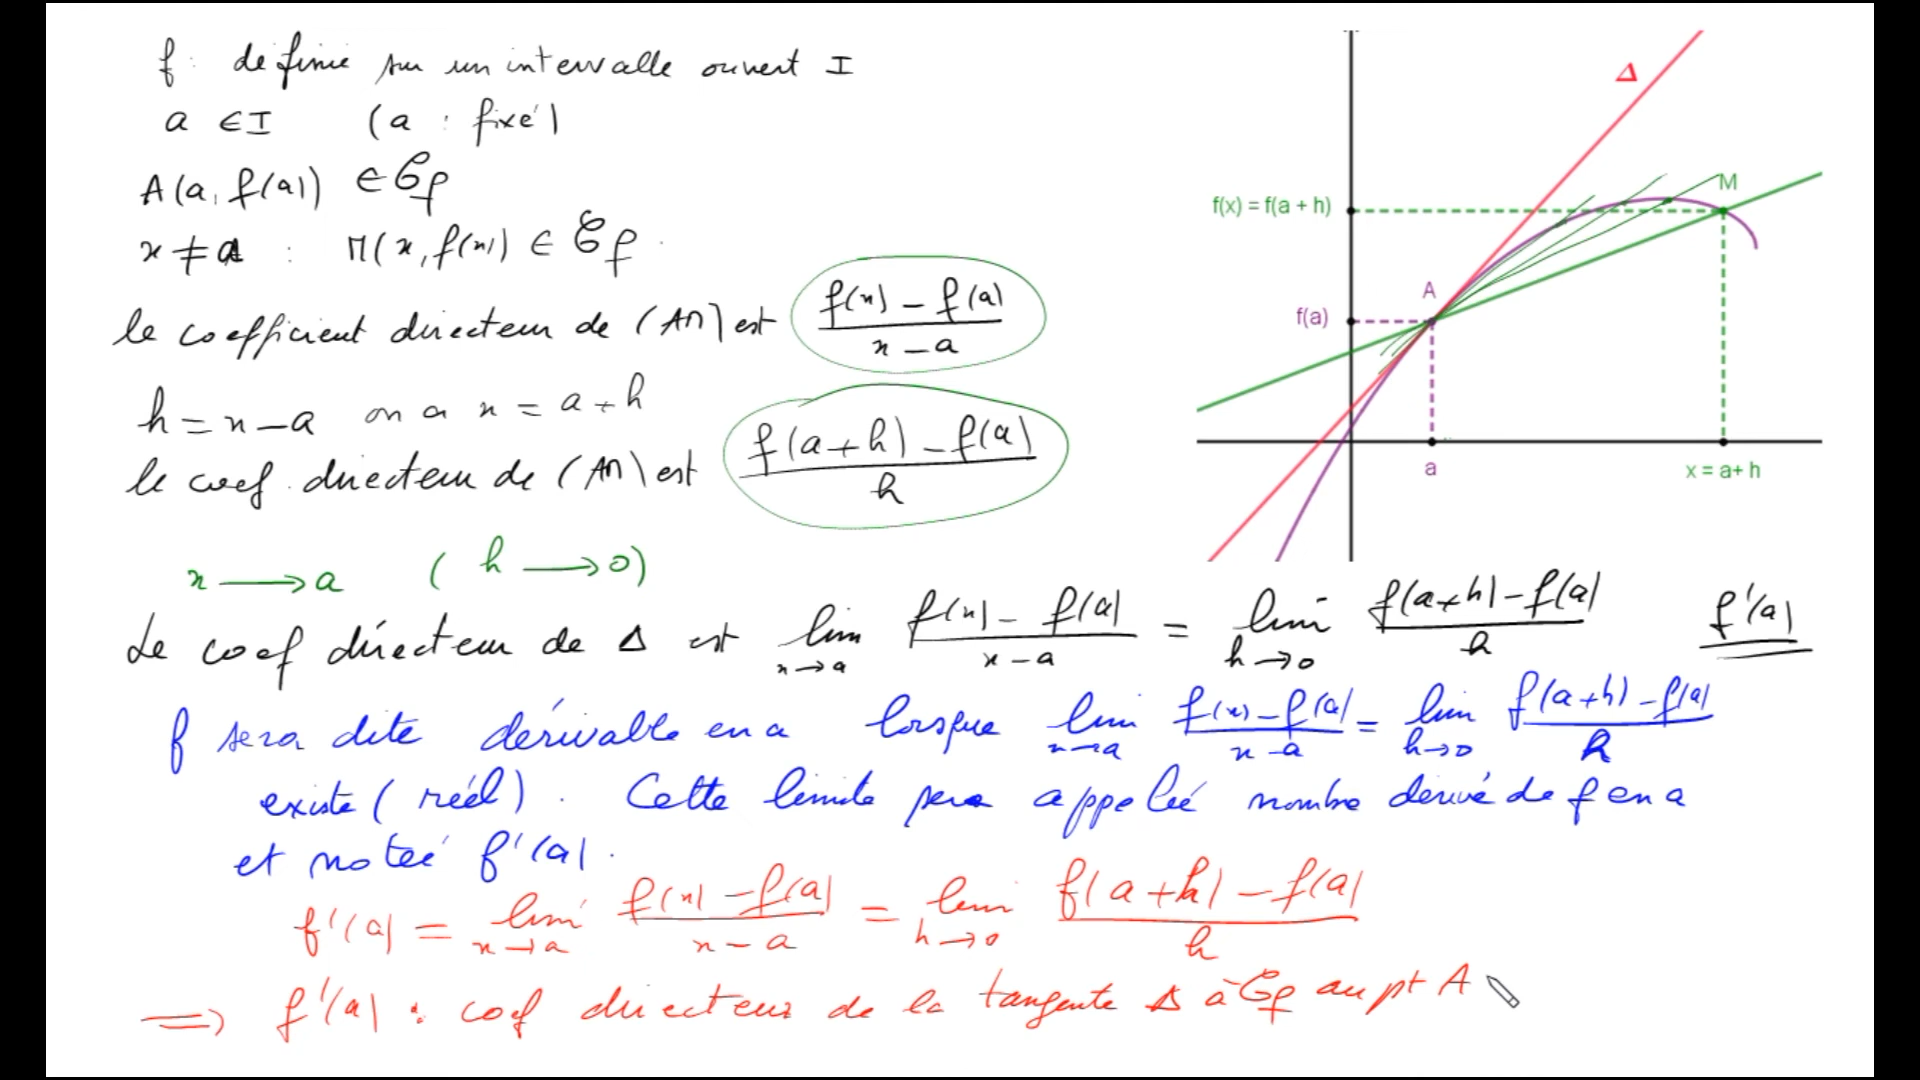 f : définie sur un intervalle ouvert I
a ∈ I (a : fixé)
A(a, f(a)) ∈ 𝒞f
x ≠ a : M(x, f(x)) ∈ 𝒞f
le coefficient directeur de (AM) est (f(x) - f(a))/(x - a)
h = x - a on a x = a + h
le coef. directeur de (AM) est (f(a+h) - f(a))/h
x → a (h → 0)
Le coef directeur de Δ est lim x→a (f(x) - f(a))/(x - a) = lim h→0 (f(a+h) - f(a))/h f'(a)
f sera dite dérivable en a lorsque lim x→a (f(x) - f(a))/(x - a) = lim h→0 (f(a+h) - f(a))/h
existe (réél). Cette limite sera appeleé nombre dérivé de f en a
et noteé f'(a).
f'(a) = lim x→a (f(x) - f(a))/(x - a) = lim h→0 (f(a+h) - f(a))/h
⇒ f'(a) : coef directeur de la tangente Δ à 𝒞f au pt A
Δ
M
f(x) = f(a + h)
A
f(a)
a
x = a+ h